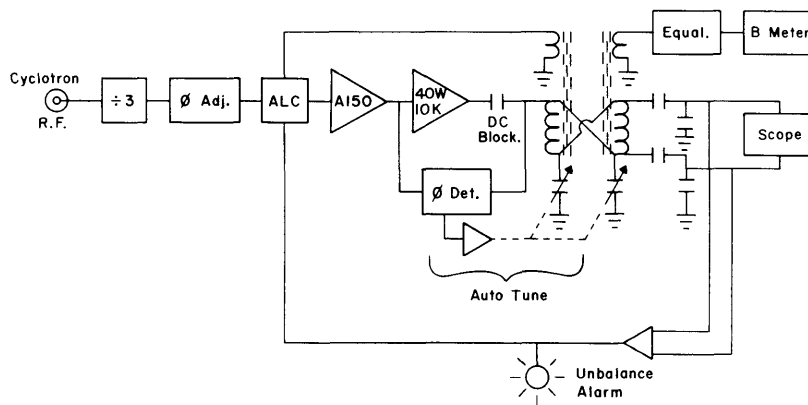 Equal.
B Meter
Cyclotron
R.F.
÷3
Ø Adj.
ALC
A150
40W
10K
DC
Block.
Scope
Ø Det.
Auto Tune
Unbalance
Alarm